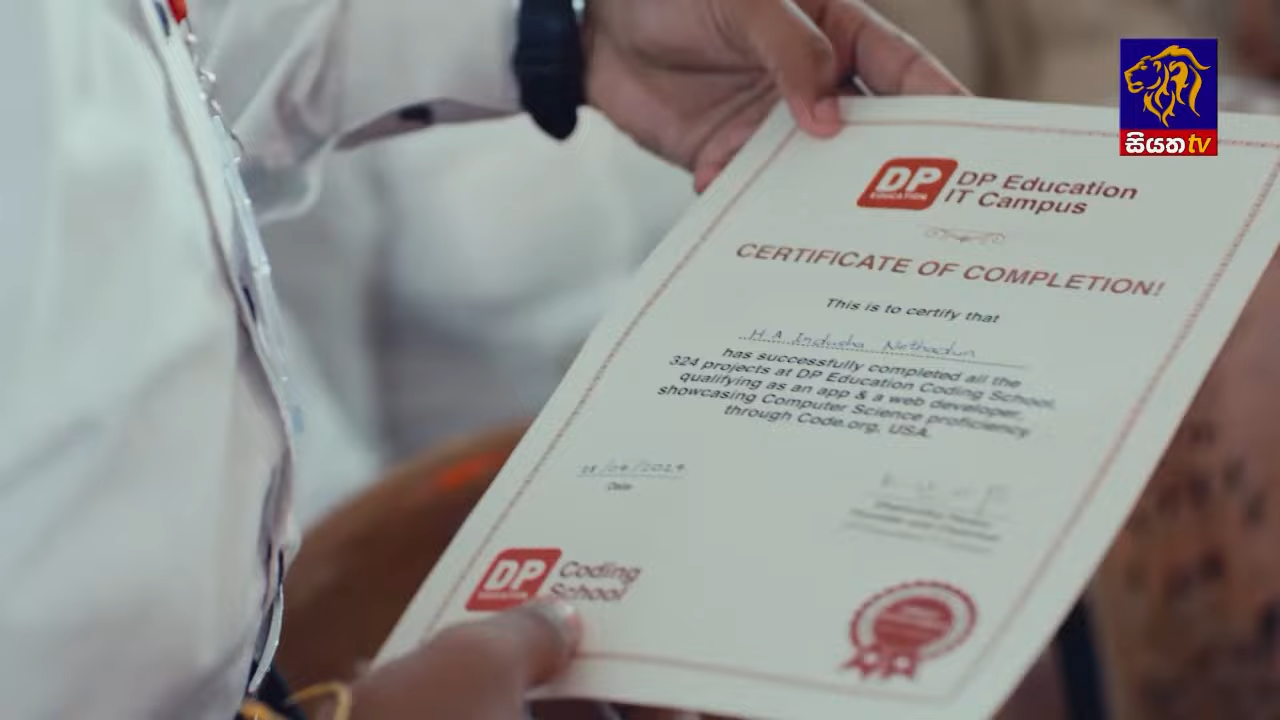 සියත tv
DP
EDUCATION
DP Education
IT Campus
CERTIFICATE OF COMPLETION!
This is to certify that
H A Indusha Nethadun
has successfully completed all the
324 projects at DP Education Coding School,
qualifying as an app & a web developer,
showcasing Computer Science proficiency
through Code.org, USA.
Date
DP
EDUCATION
Coding
School